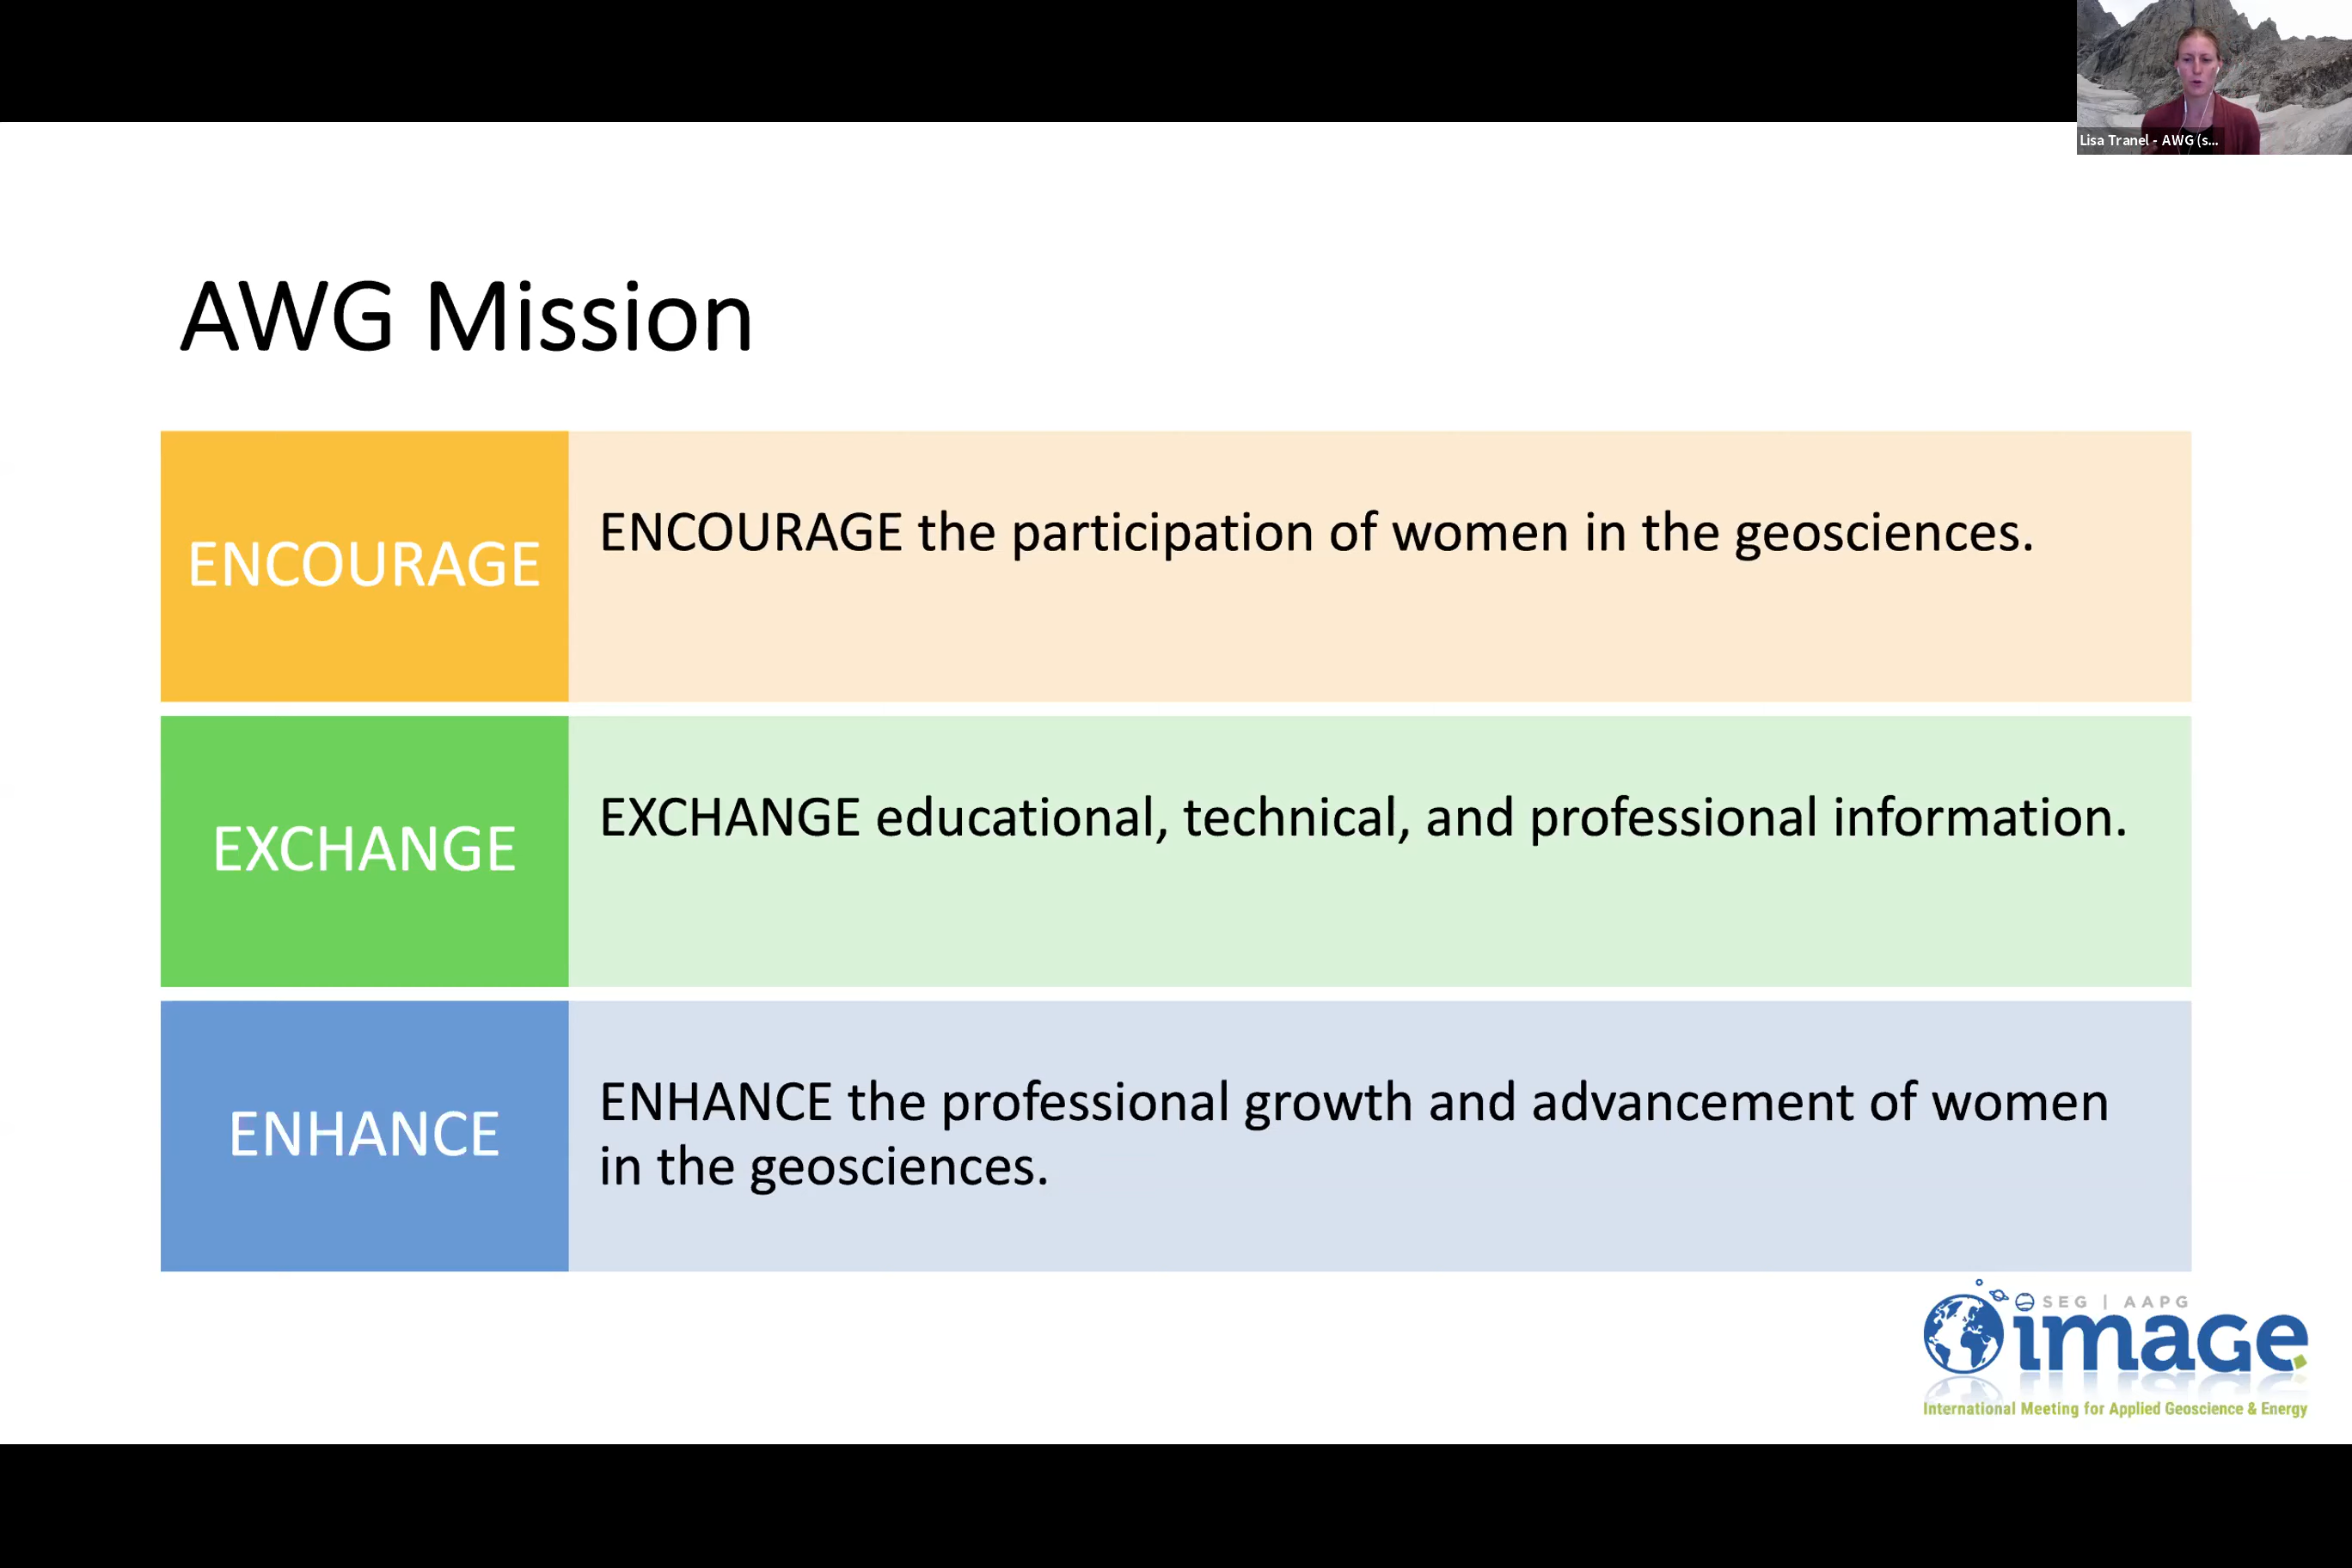 Lisa Tranel - AWG (s...
AWG Mission
ENCOURAGE
ENCOURAGE the participation of women in the geosciences.
EXCHANGE
EXCHANGE educational, technical, and professional information.
ENHANCE
ENHANCE the professional growth and advancement of women
in the geosciences.
SEG | AAPG
image
International Meeting for Applied Geoscience & Energy